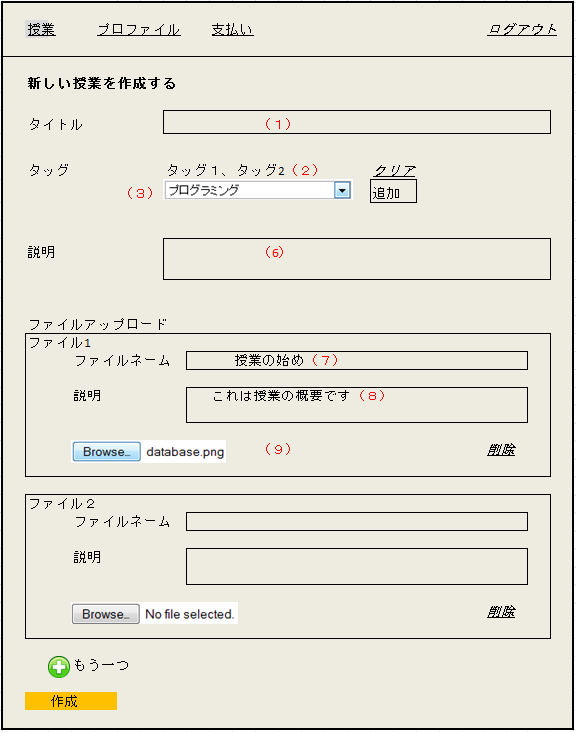 授業 プロファイル 支払い ログアウト
新しい授業を作成する
タイトル （１）
タッグ タッグ１、タッグ2（２） クリア
（３） プログラミング 追加
説明 （6）
ファイルアップロード
ファイル1
ファイルネーム 授業の始め（７）
説明 これは授業の概要です（８）
Browse... database.png （９） 削除
ファイル２
ファイルネーム
説明
Browse... No file selected. 削除
もう一つ
作成